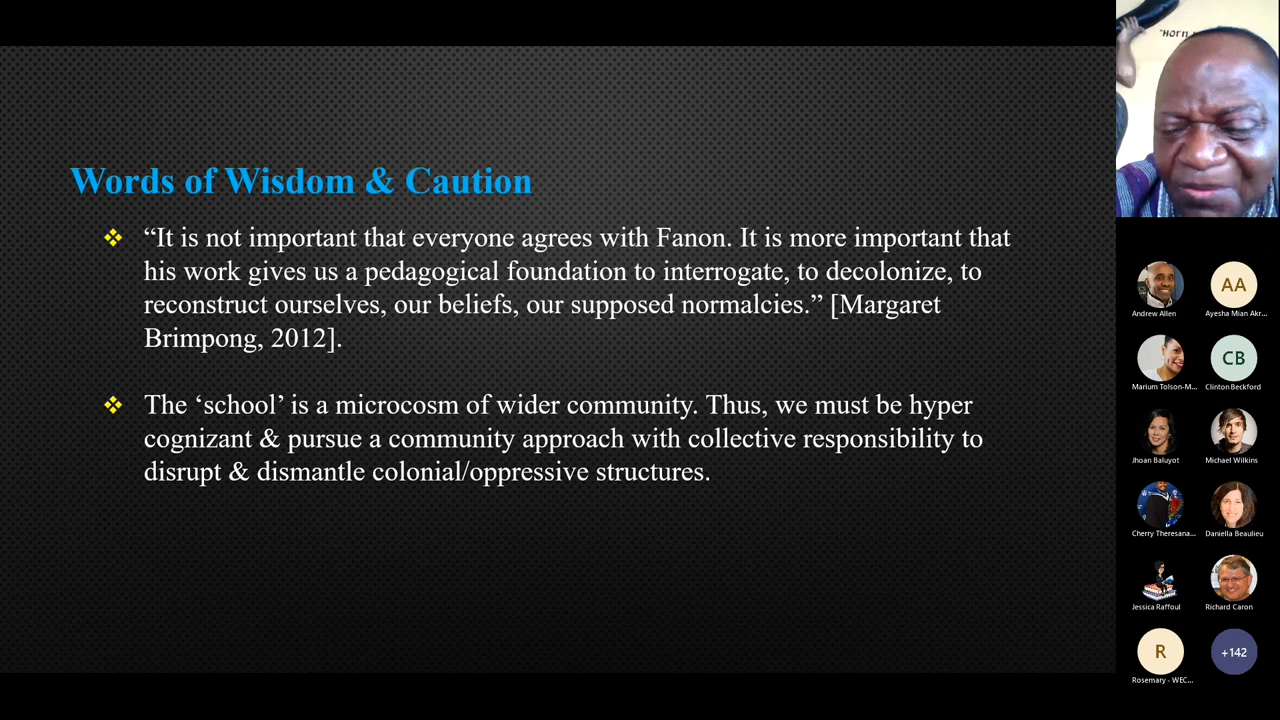 Words of Wisdom & Caution
“It is not important that everyone agrees with Fanon. It is more important that
his work gives us a pedagogical foundation to interrogate, to decolonize, to
reconstruct ourselves, our beliefs, our supposed normalcies.” [Margaret
Brimpong, 2012].
The ‘school’ is a microcosm of wider community. Thus, we must be hyper
cognizant & pursue a community approach with collective responsibility to
disrupt & dismantle colonial/oppressive structures.
AA
Andrew Allen
Ayesha Mian Akr...
CB
Marium Tolson-M...
Clinton Beckford
Jhoan Baluyot
Michael Wilkins
Cherry Theresana...
Daniella Beaulieu
Jessica Raffoul
Richard Caron
R
+142
Rosemary - WEC...